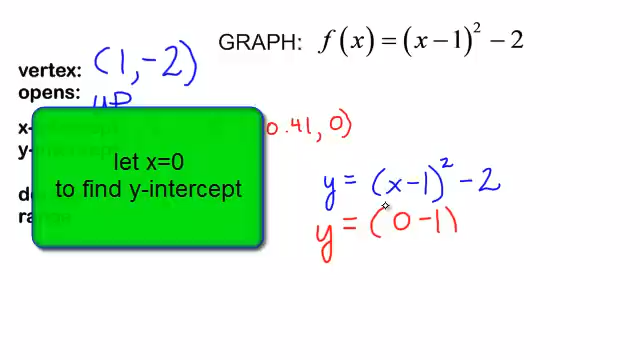 GRAPH: f(x) = (x − 1)² − 2
vertex: (1, -2)
opens: up
0.41, 0)
let x=0
to find y-intercept
y = (x - 1)² - 2
y = (0 - 1)